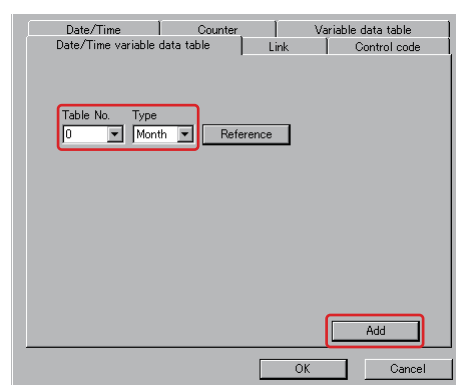 Date/Time Counter Variable data table
Date/Time variable data table Link Control code
Table No. Type
0 Month Reference
Add
OK Cancel